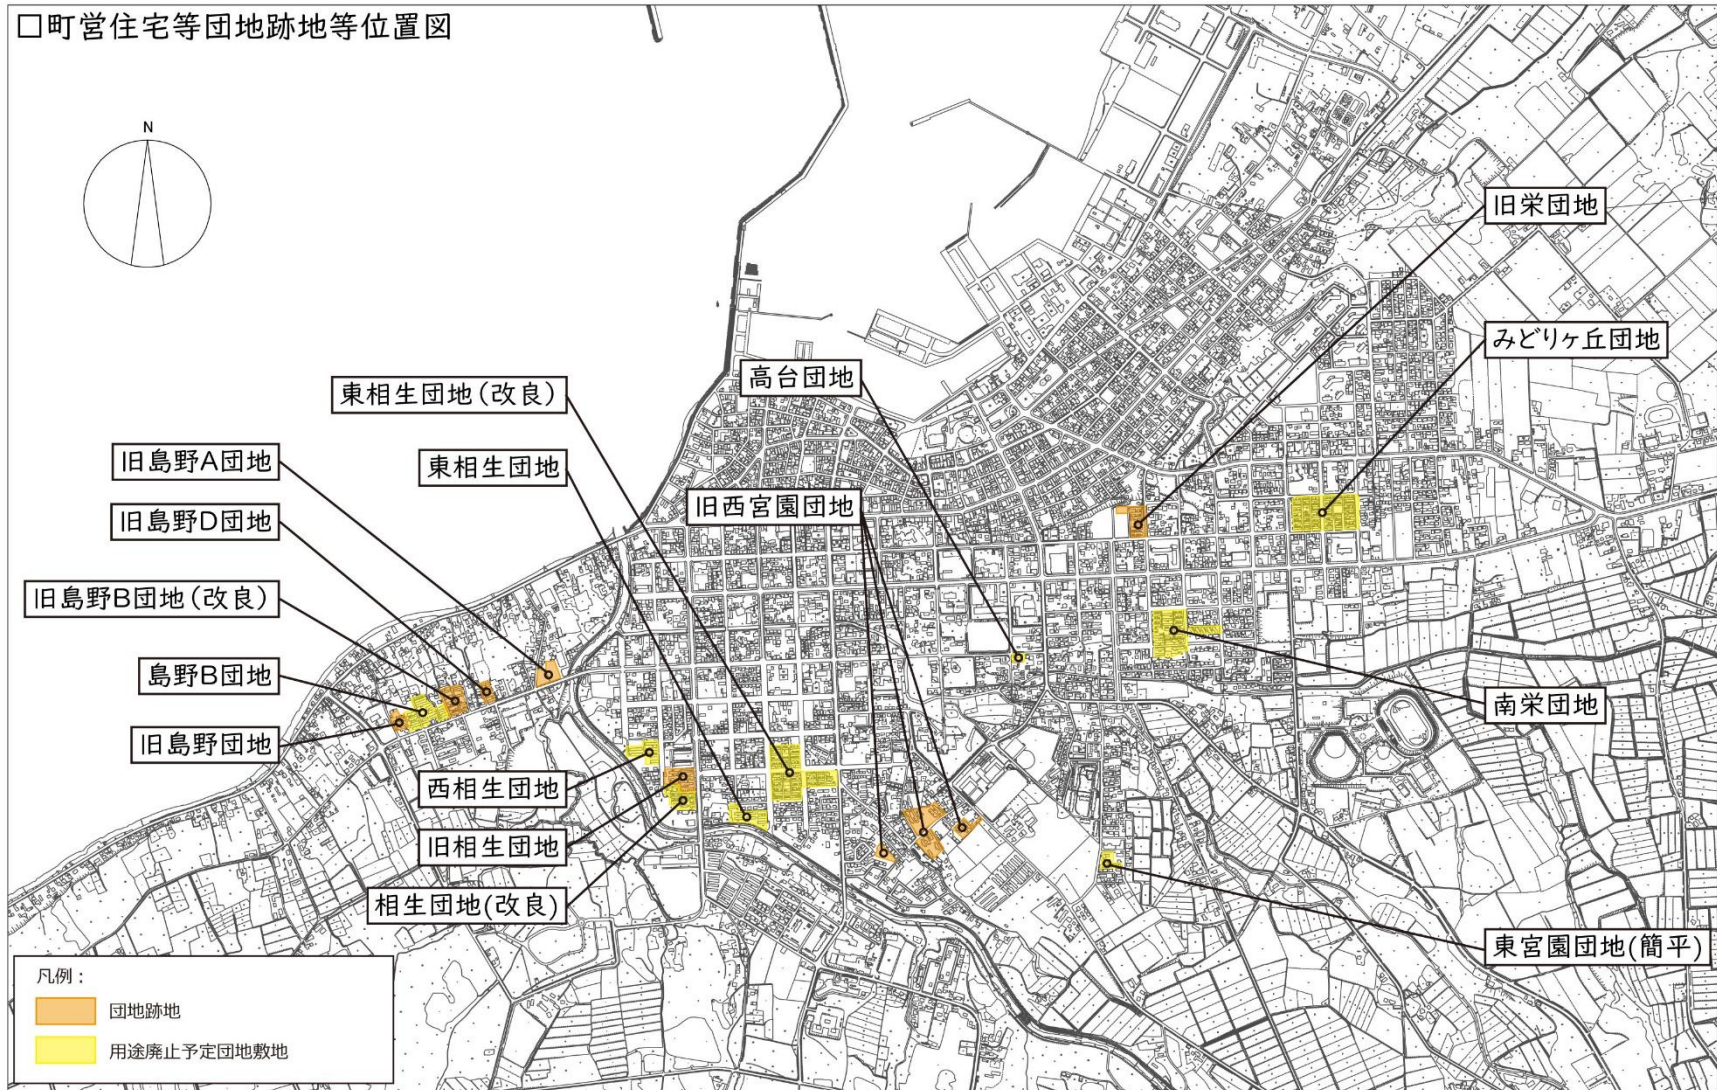 □町営住宅等団地跡地等位置図
N
旧栄団地
みどりヶ丘団地
高台団地
東相生団地(改良)
旧島野A団地
東相生団地
旧西宮園団地
旧島野D団地
旧島野B団地(改良)
島野B団地
南栄団地
旧島野団地
西相生団地
旧相生団地
相生団地(改良)
東宮園団地(簡平)
凡例：
団地跡地
用途廃止予定団地敷地